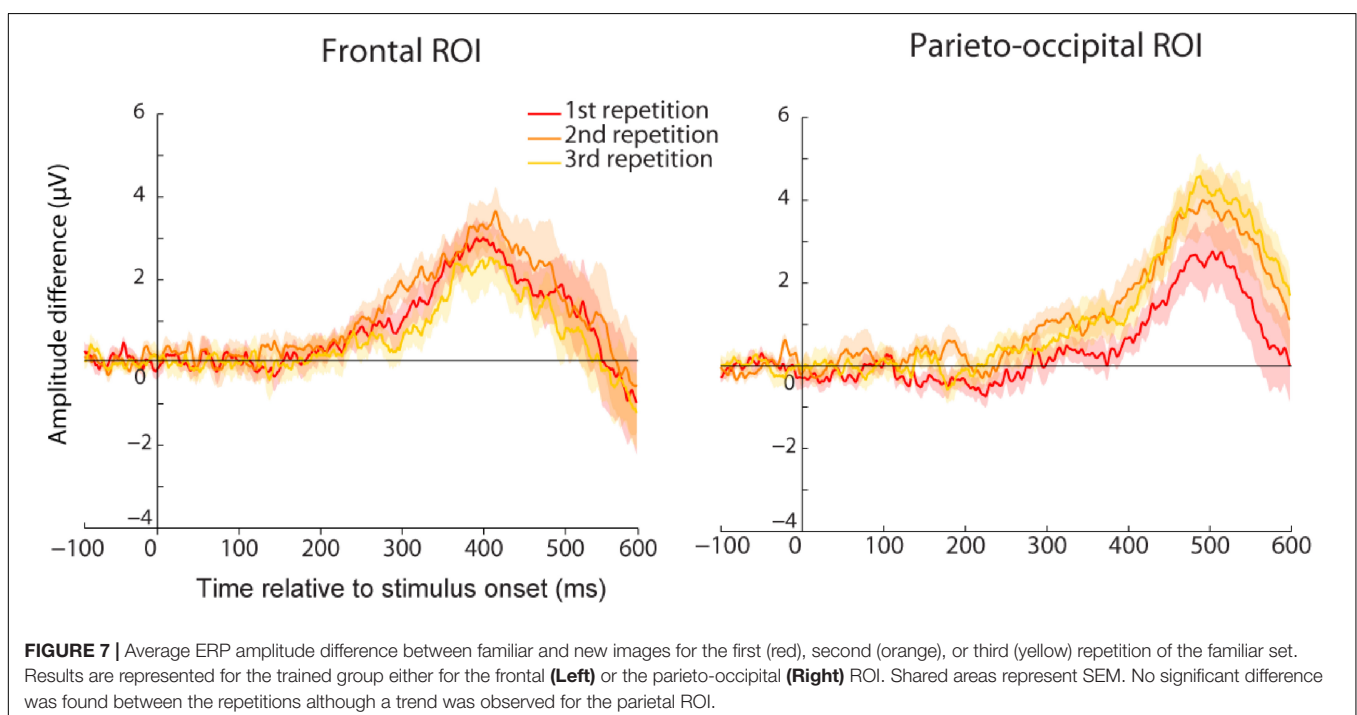 Frontal ROI
Parieto-occipital ROI
1st repetition
2nd repetition
3rd repetition
Amplitude difference (μV)
6
4
2
0
−2
−4
−100 0 100 200 300 400 500 600
6
4
2
0
−2
−4
−100 0 100 200 300 400 500 600
Time relative to stimulus onset (ms)
FIGURE 7 | Average ERP amplitude difference between familiar and new images for the first (red), second (orange), or third (yellow) repetition of the familiar set.
Results are represented for the trained group either for the frontal (Left) or the parieto-occipital (Right) ROI. Shared areas represent SEM. No significant difference
was found between the repetitions although a trend was observed for the parietal ROI.